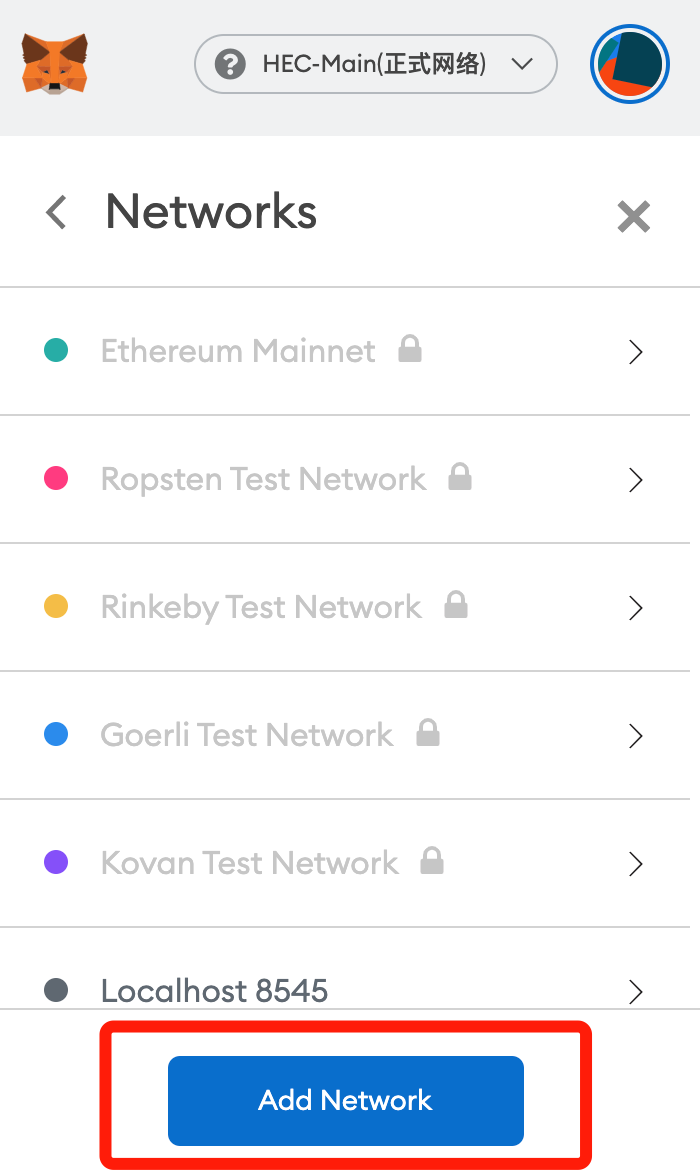 HEC-Main(正式网络)
Networks
Ethereum Mainnet
Ropsten Test Network
Rinkeby Test Network
Goerli Test Network
Kovan Test Network
Localhost 8545
Add Network